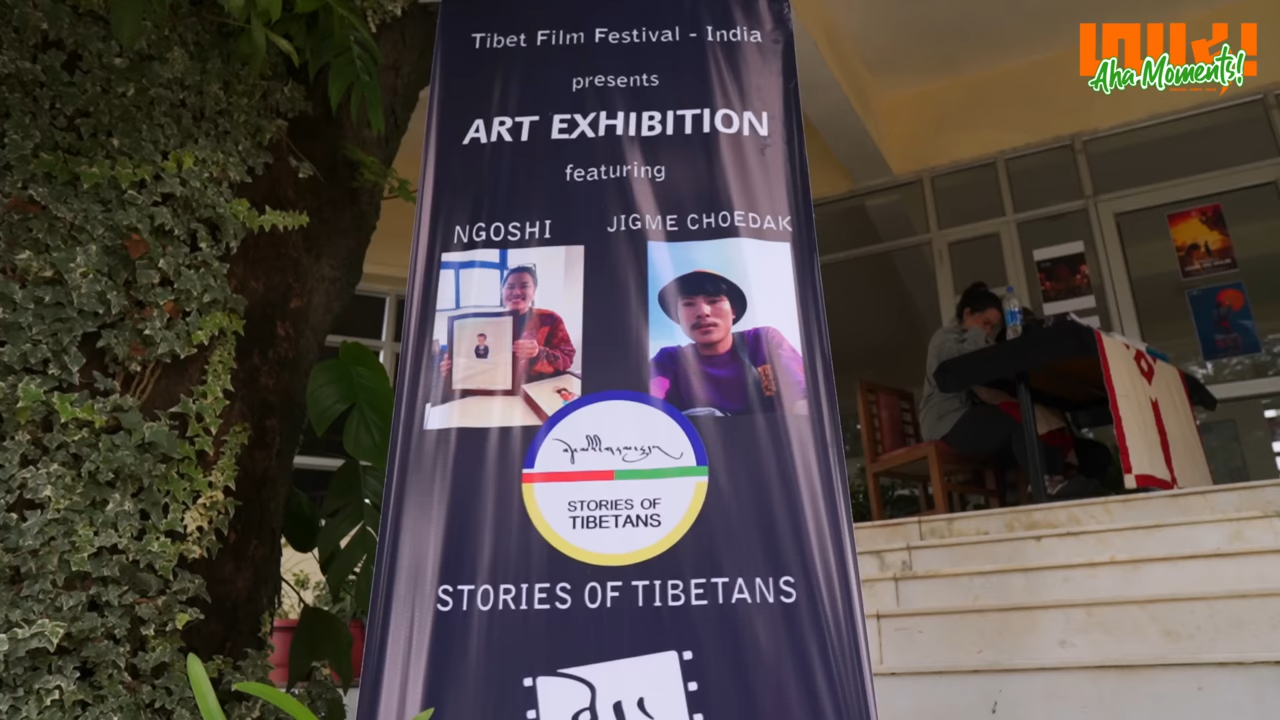 Tibet Film Festival - India
presents
ART EXHIBITION
featuring
NGOSHI
JIGME CHOEDAK
STORIES OF
TIBETANS
STORIES OF TIBETANS
Aha Moments!